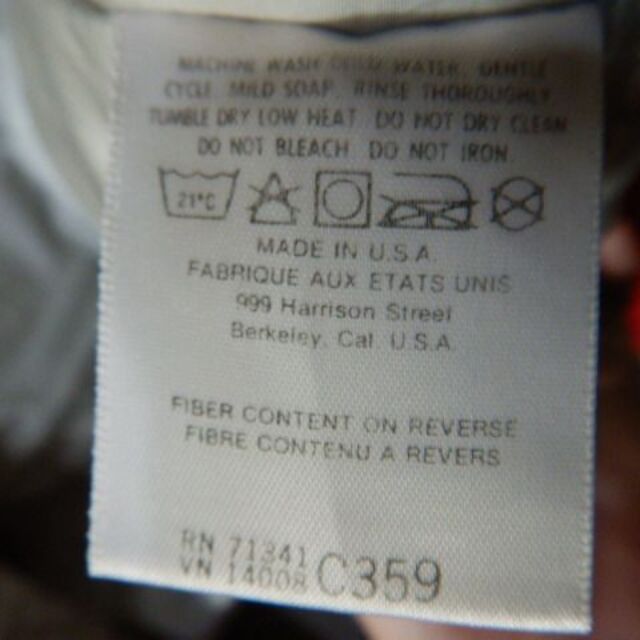 MACHINE WASH COLD WATER, GENTLE
CYCLE. MILD SOAP. RINSE THOROUGHLY
TUMBLE DRY LOW HEAT. DO NOT DRY CLEAN
DO NOT BLEACH. DO NOT IRON.
21°C
MADE IN U.S.A.
FABRIQUE AUX ETATS UNIS
999 Harrison Street
Berkeley, Cal. U.S.A.
FIBER CONTENT ON REVERSE
FIBRE CONTENU A REVERS
RN 71341
VN 14008 C359